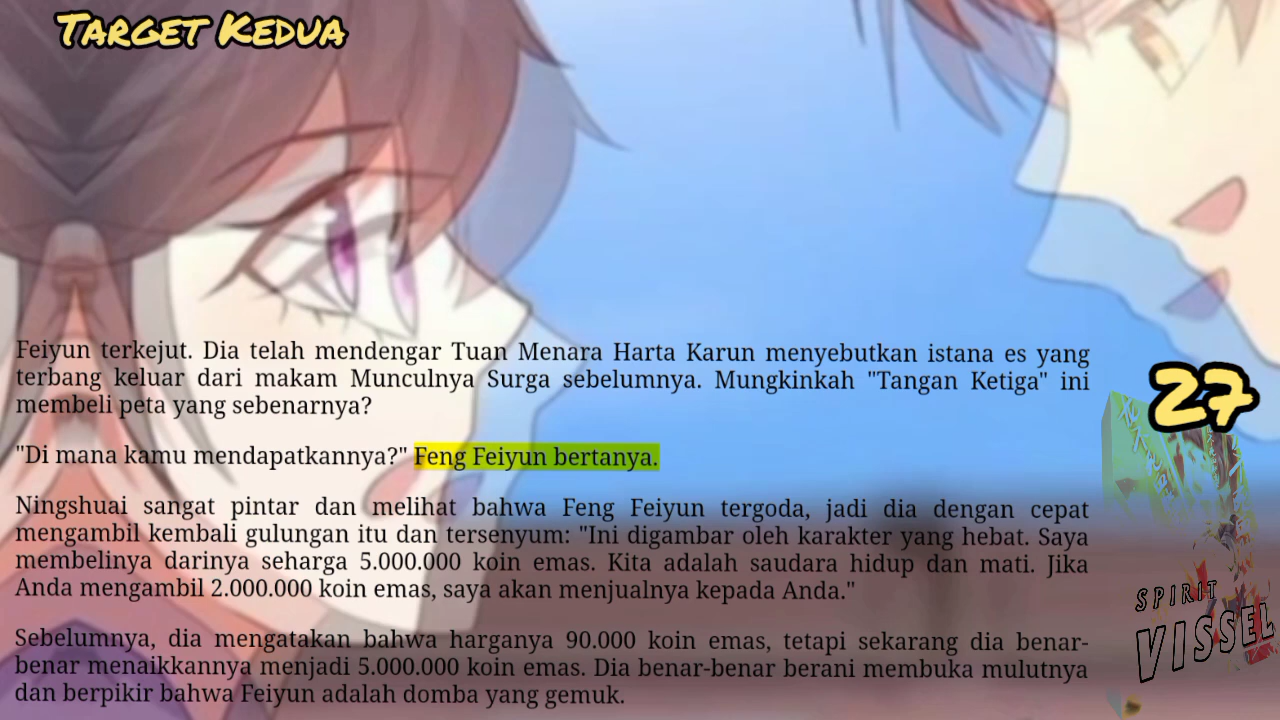 Target Kedua
Feiyun terkejut. Dia telah mendengar Tuan Menara Harta Karun menyebutkan istana es yang
terbang keluar dari makam Munculnya Surga sebelumnya. Mungkinkah "Tangan Ketiga" ini
membeli peta yang sebenarnya?
"Di mana kamu mendapatkannya?" Feng Feiyun bertanya.
Ningshuai sangat pintar dan melihat bahwa Feng Feiyun tergoda, jadi dia dengan cepat
mengambil kembali gulungan itu dan tersenyum: "Ini digambar oleh karakter yang hebat. Saya
membelinya darinya seharga 5.000.000 koin emas. Kita adalah saudara hidup dan mati. Jika
Anda mengambil 2.000.000 koin emas, saya akan menjualnya kepada Anda."
Sebelumnya, dia mengatakan bahwa harganya 90.000 koin emas, tetapi sekarang dia benar-
benar menaikkannya menjadi 5.000.000 koin emas. Dia benar-benar berani membuka mulutnya
dan berpikir bahwa Feiyun adalah domba yang gemuk.
27
SPIRIT
VISSEL